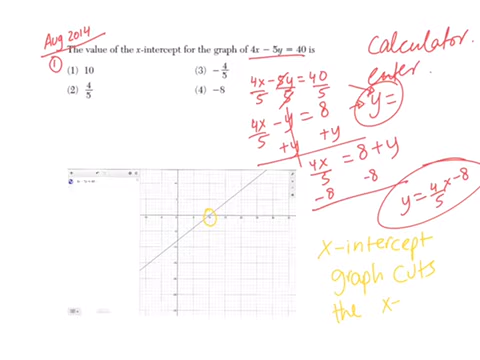 Aug 2014
① The value of the x-intercept for the graph of 4x − 5y = 40 is
(1) 10
(2) 4/5
(3) −4/5
(4) −8
4x/5 − 5y/5 = 40/5
4x/5 − y = 8
+y +y
4x/5 = 8 + y
−8 −8
y = 4/5 x − 8
calculator.
enter.
→ y =
x-intercept
graph cuts
the x-